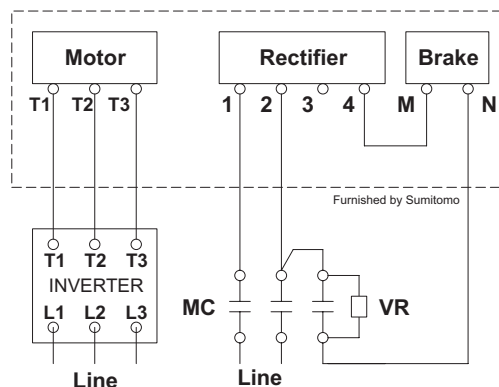 Motor Rectifier Brake
T1 T2 T3 1 2 3 4 M N
Furnished by Sumitomo
T1 T2 T3
INVERTER
L1 L2 L3 MC VR
Line Line